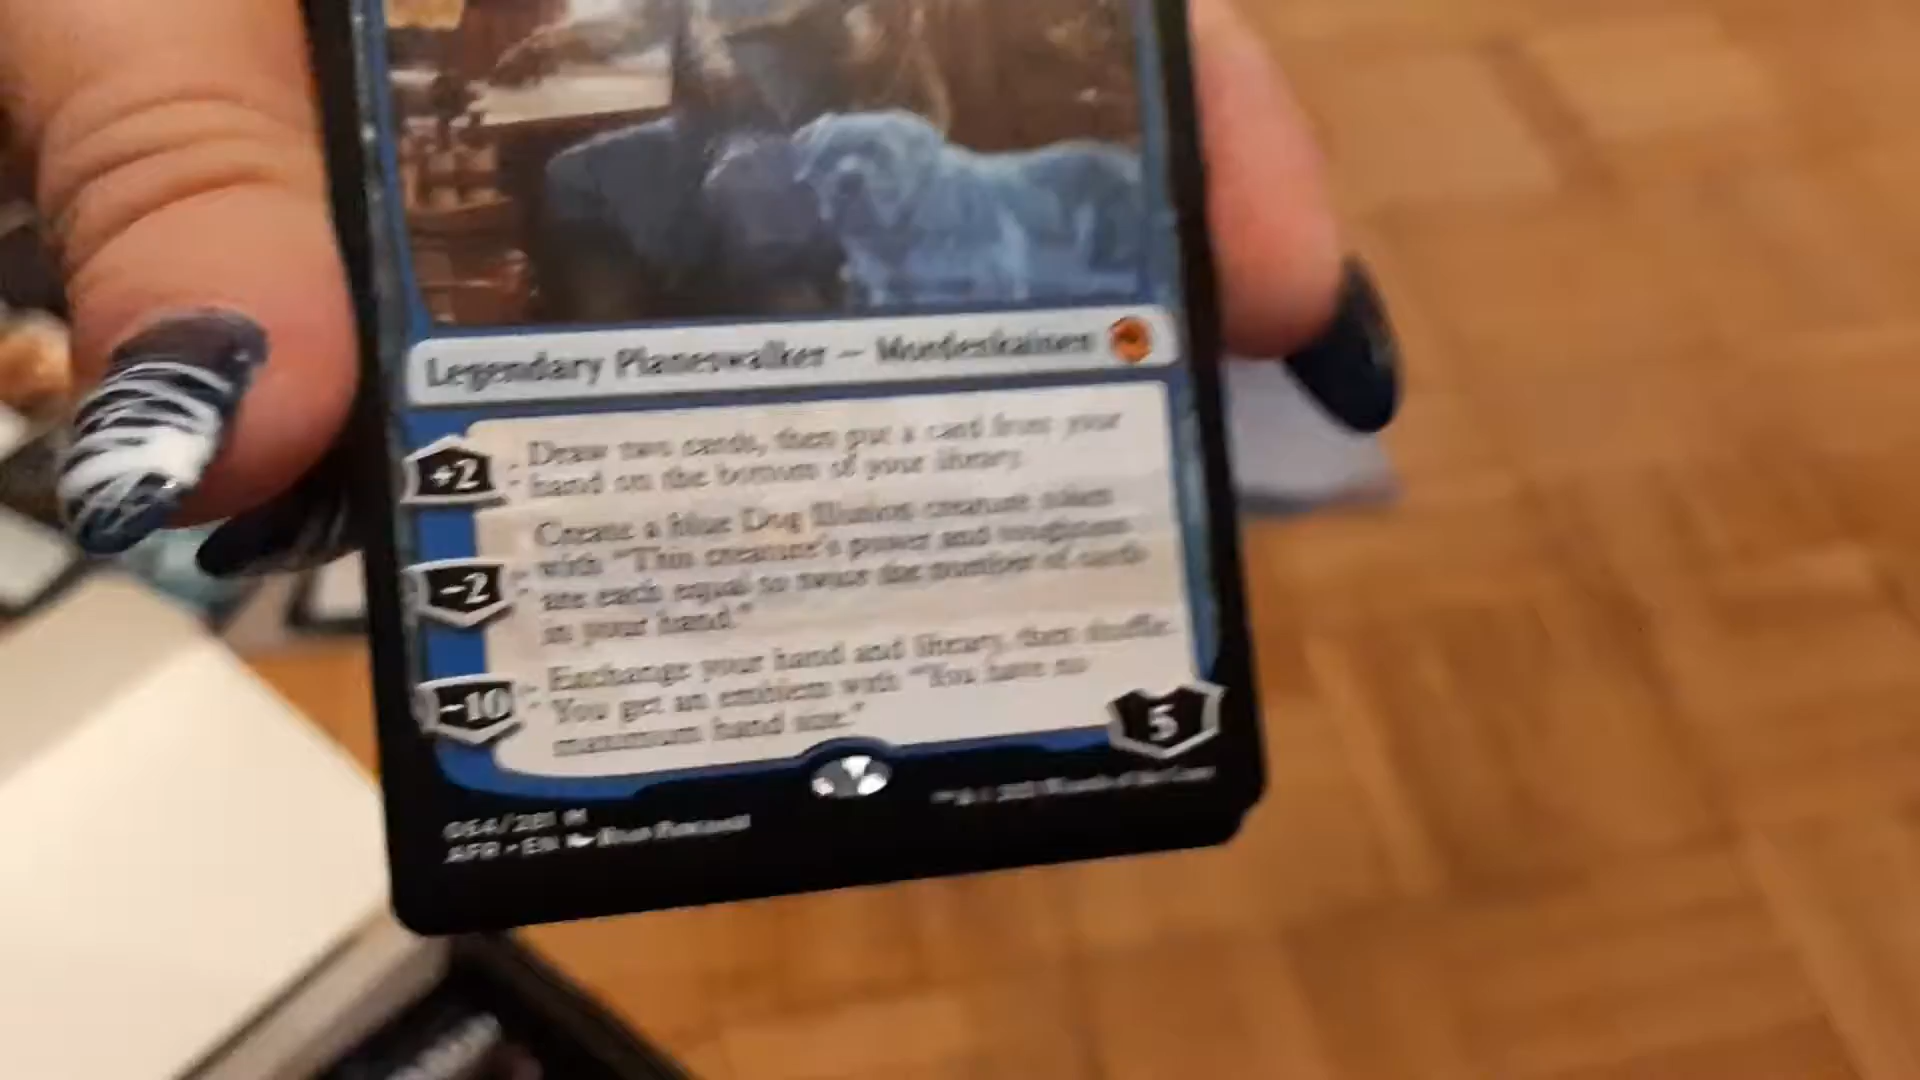 Legendary Planeswalker — Mordenkainen
+2
Draw two cards, then put a card from your
hand on the bottom of your library.
-2
Create a blue Dog Illusion creature token
with "This creature's power and toughness
are each equal to twice the number of cards
in your hand."
-10
Exchange your hand and library, then shuffle.
You get an emblem with "You have no
maximum hand size."
5
064/281 M
AFR • EN